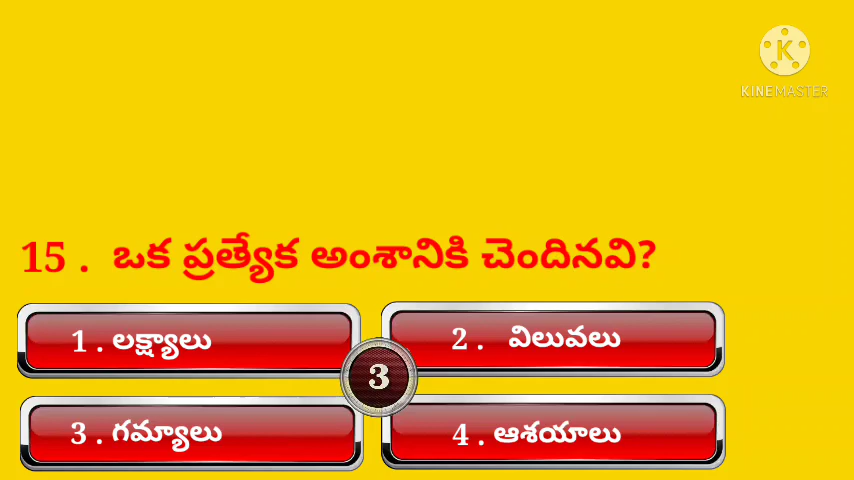 KINEMASTER
15 . ఒక ప్రత్యేక అంశానికి చెందినవి?
1 . లక్ష్యాలు
2 . విలువలు
3
3 . గమ్యాలు
4 . ఆశయాలు